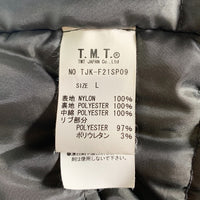 T.M.T.®
TMT JAPAN Co.,Ltd
NO TJK-F21SP09
SIZE L
表地 NYLON 100%
裏地 POLYESTER 100%
中綿 POLYESTER 100%
リブ部分
POLYESTER 97%
ポリウレタン 3%